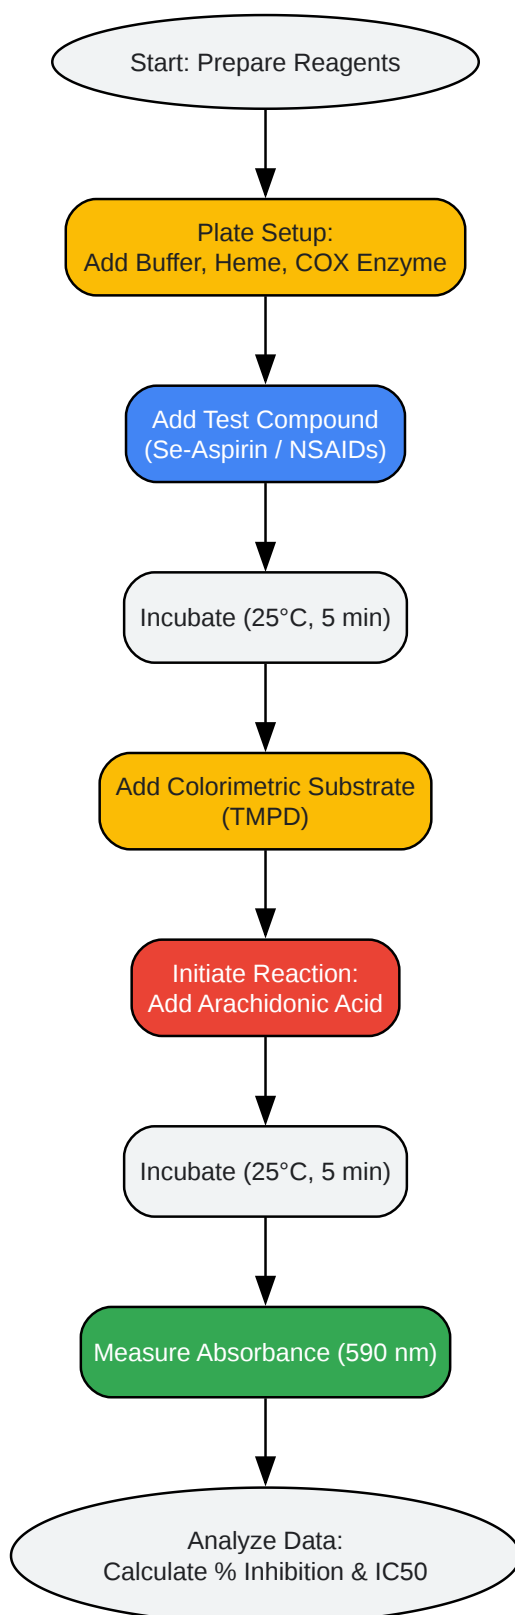 Start: Prepare Reagents
Plate Setup:
Add Buffer, Heme, COX Enzyme
Add Test Compound
(Se-Aspirin / NSAIDs)
Incubate (25°C, 5 min)
Add Colorimetric Substrate
(TMPD)
Initiate Reaction:
Add Arachidonic Acid
Incubate (25°C, 5 min)
Measure Absorbance (590 nm)
Analyze Data:
Calculate % Inhibition & IC50